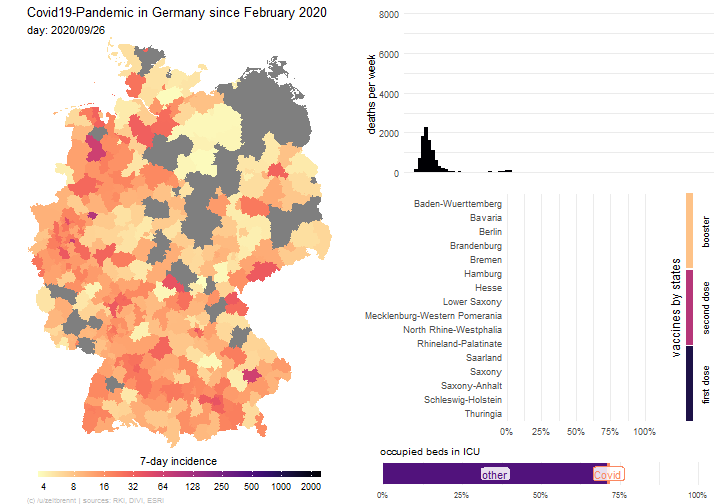 Covid19-Pandemic in Germany since February 2020
day: 2020/09/26
7-day incidence
4 8 16 32 64 128 250 500 1000 2000
(c) /u/zeitbrennt | sources: RKI, DIVI, ESRI
deaths per week
8000
6000
4000
2000
0
Baden-Wuerttemberg
Bavaria
Berlin
Brandenburg
Bremen
Hamburg
Hesse
Lower Saxony
Mecklenburg-Western Pomerania
North Rhine-Westphalia
Rhineland-Palatinate
Saarland
Saxony
Saxony-Anhalt
Schleswig-Holstein
Thuringia
0% 25% 50% 75% 100%
vaccines by states
booster
second dose
first dose
occupied beds in ICU
other Covid
0% 25% 50% 75% 100%